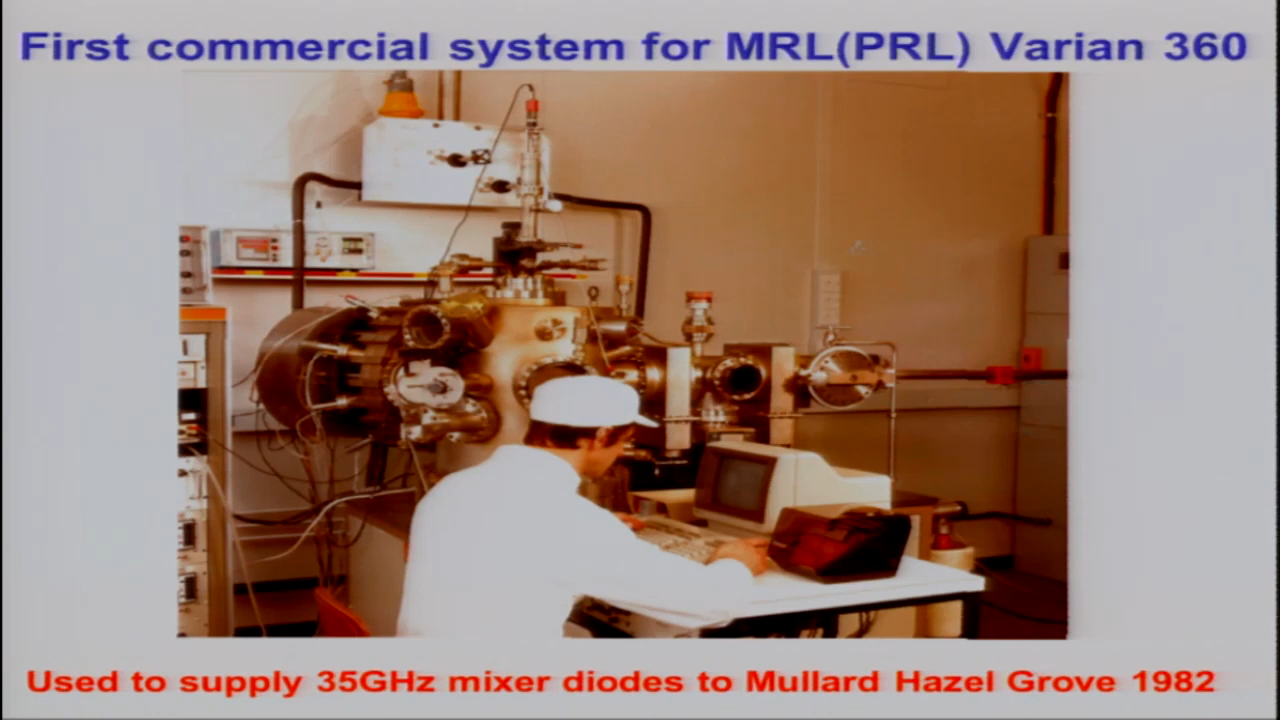 First commercial system for MRL(PRL) Varian 360
Used to supply 35GHz mixer diodes to Mullard Hazel Grove 1982